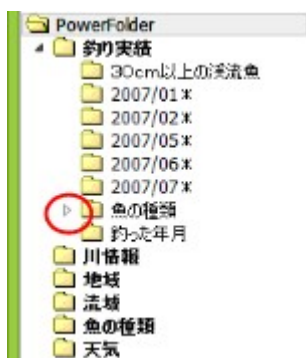 PowerFolder
釣り実績
30cm以上の渓流魚
2007/01*
2007/02*
2007/05*
2007/06*
2007/07*
魚の種類
釣った年月
川情報
地域
流域
魚の種類
天気